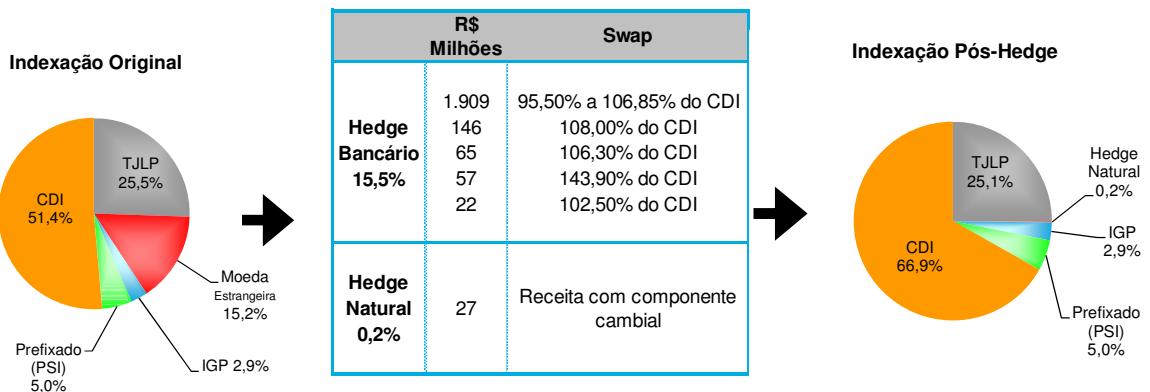 Indexação Original
CDI
51,4%
TJLP
25,5%
Moeda
Estrangeira
15,2%
IGP 2,9%
Prefixado
(PSI)
5,0%
R$
Milhões
Swap
Hedge
Bancário
15,5%
1.909 95,50% a 106,85% do CDI
146 108,00% do CDI
65 106,30% do CDI
57 143,90% do CDI
22 102,50% do CDI
Hedge
Natural
0,2%
27
Receita com componente
cambial
Indexação Pós-Hedge
CDI
66,9%
TJLP
25,1%
Hedge
Natural
0,2%
IGP
2,9%
Prefixado
(PSI)
5,0%